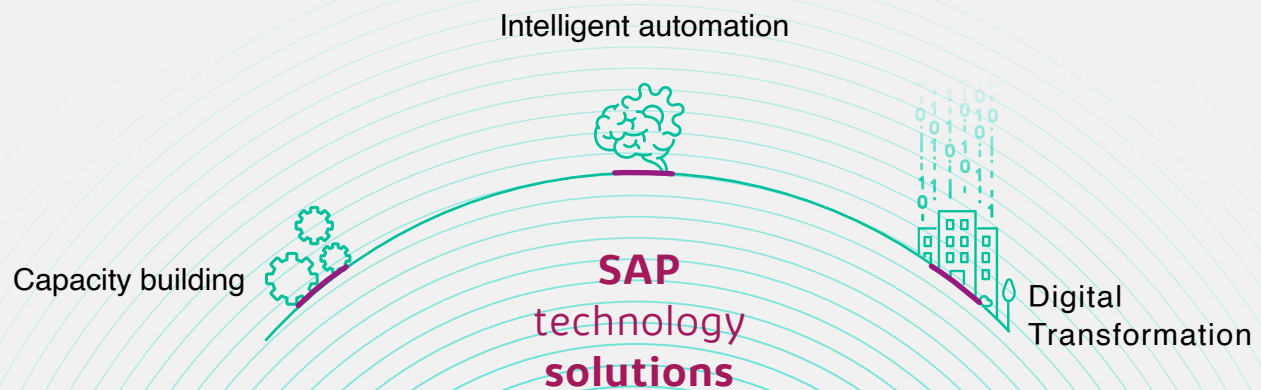 Intelligent automation
Capacity building
SAP
technology
solutions
Digital
Transformation